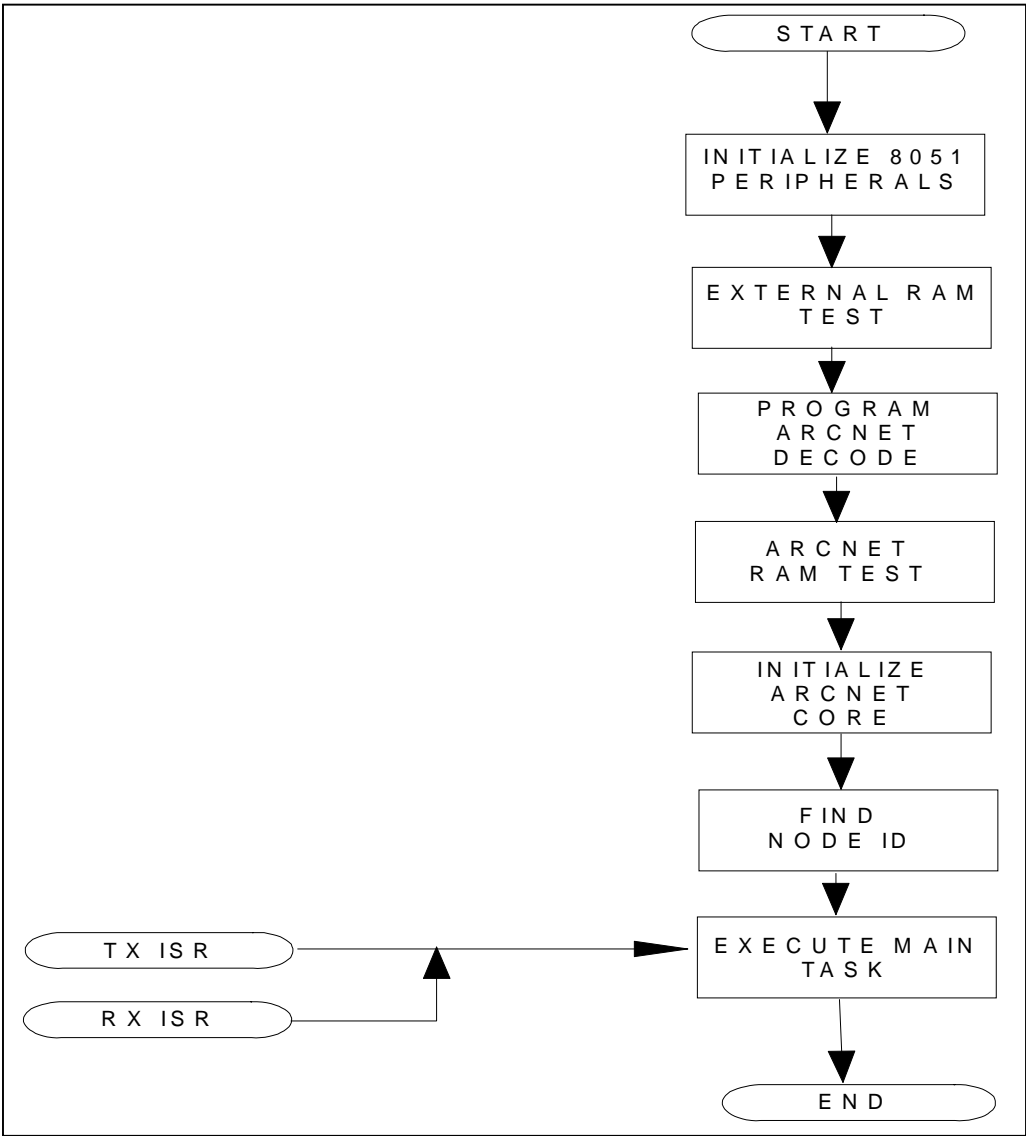 START
INITIALIZE 8051
PERIPHERALS
EXTERNAL RAM
TEST
PROGRAM
ARCNET
DECODE
ARCNET
RAM TEST
INITIALIZE
ARCNET
CORE
FIND
NODE ID
TX ISR
EXECUTE MAIN
TASK
RX ISR
END